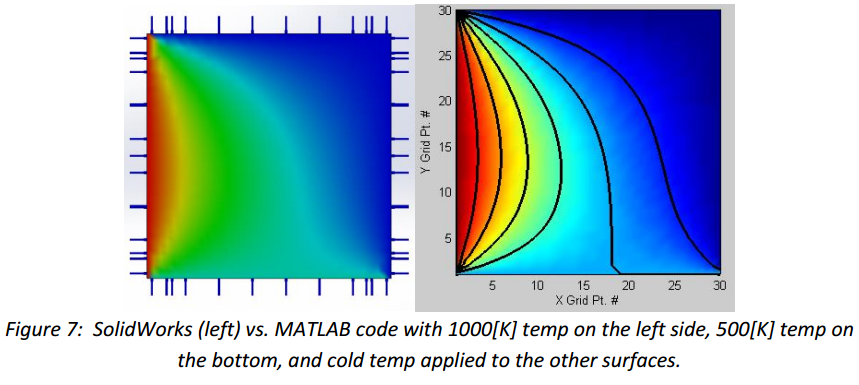 30
25
20
15
10
5
Y Grid Pt. #
5 10 15 20 25 30
X Grid Pt. #
Figure 7: SolidWorks (left) vs. MATLAB code with 1000[K] temp on the left side, 500[K] temp on
the bottom, and cold temp applied to the other surfaces.